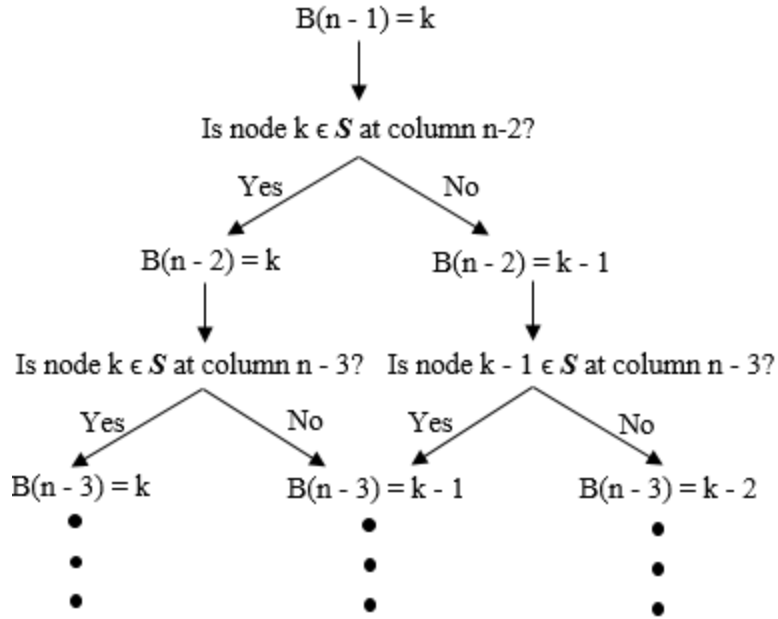 B(n - 1) = k
Is node k ϵ S at column n-2?
Yes No
B(n - 2) = k B(n - 2) = k - 1
Is node k ϵ S at column n - 3? Is node k - 1 ϵ S at column n - 3?
Yes No Yes No
B(n - 3) = k B(n - 3) = k - 1 B(n - 3) = k - 2